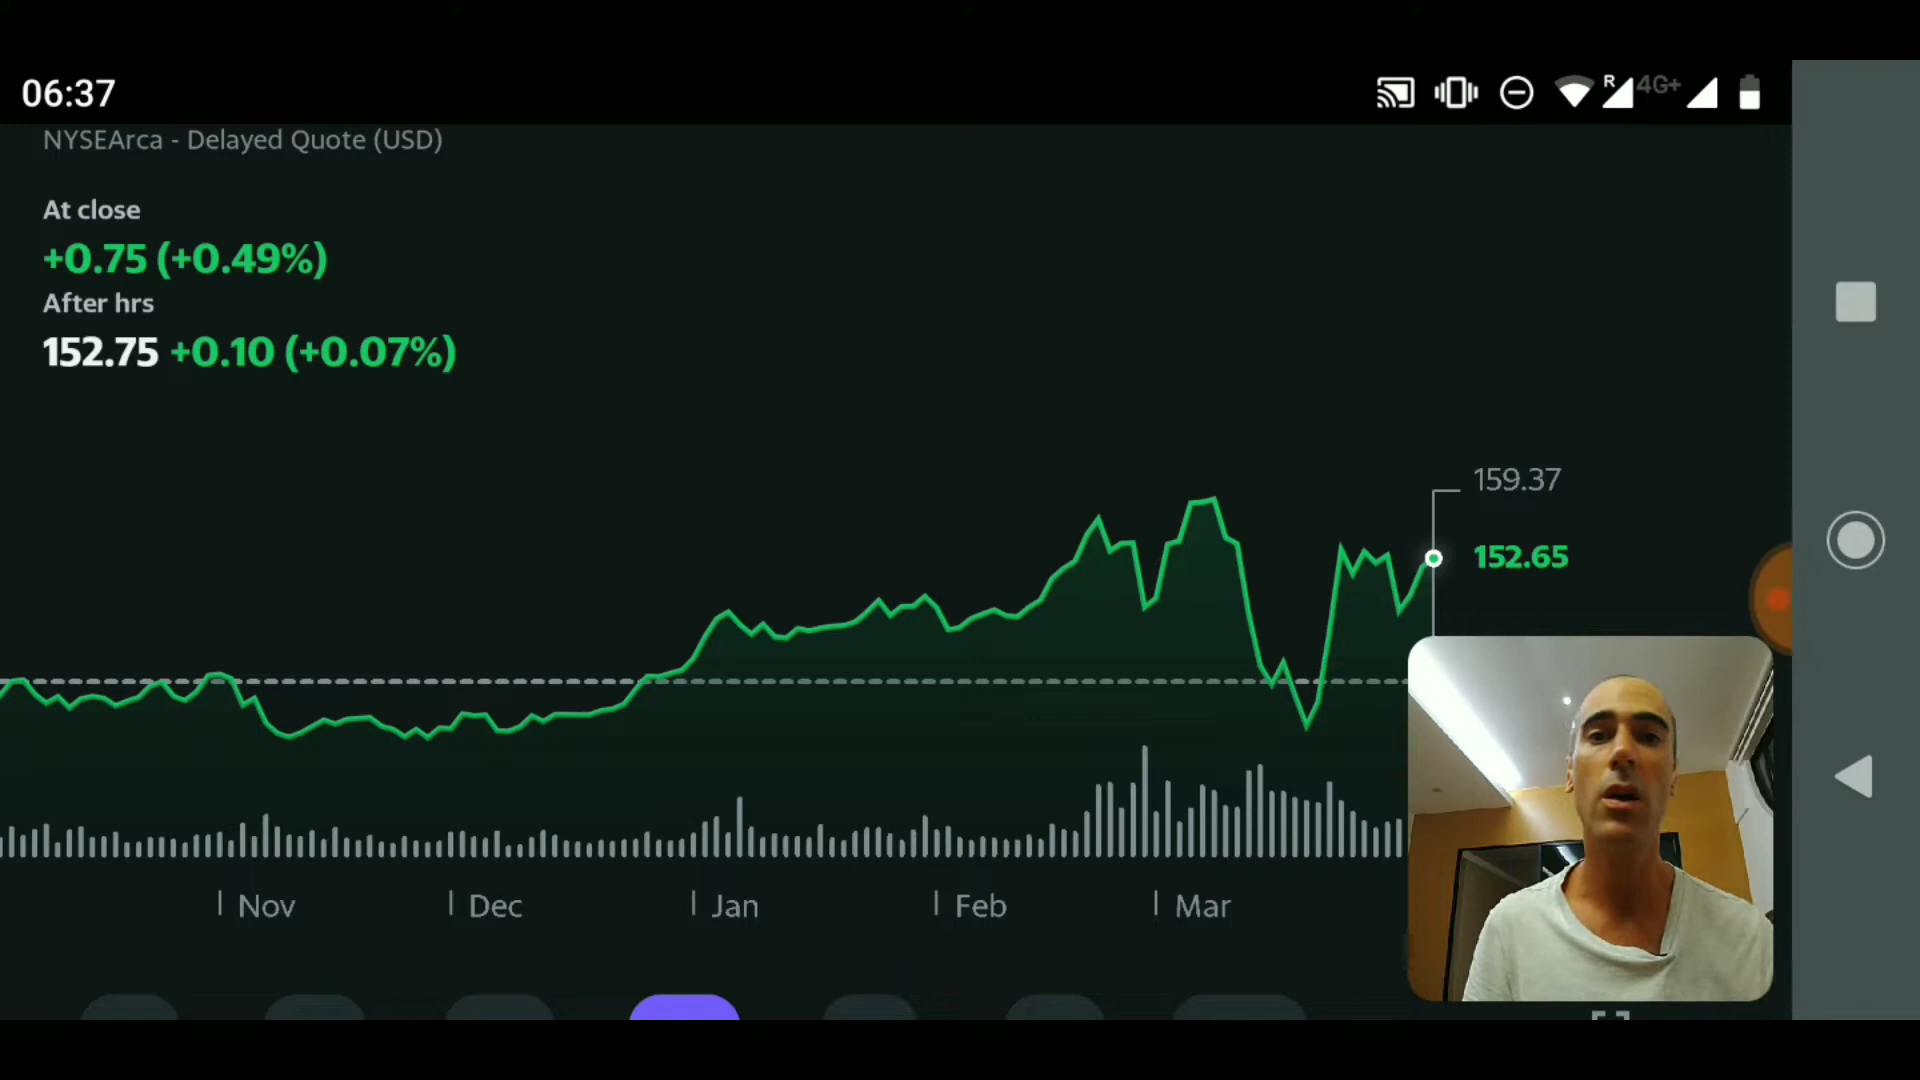 06:37
R 4G+
NYSEArca - Delayed Quote (USD)
At close
+0.75 (+0.49%)
After hrs
152.75 +0.10 (+0.07%)
159.37
152.65
Nov Dec Jan Feb Mar